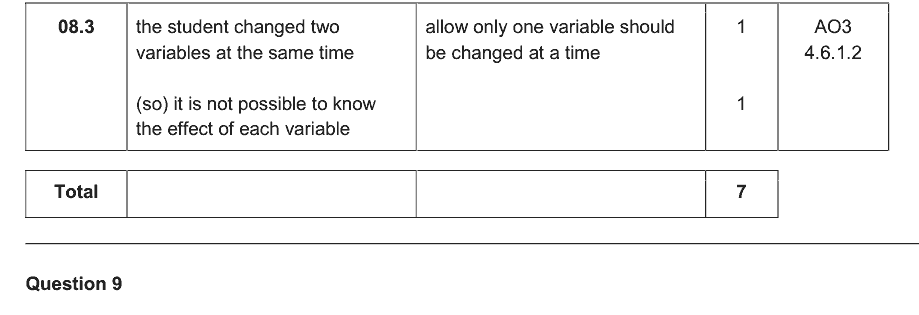 08.3 the student changed two allow only one variable should 1 AO3
variables at the same time be changed at a time 4.6.1.2
(so) it is not possible to know 1
the effect of each variable
Total 7
Question 9